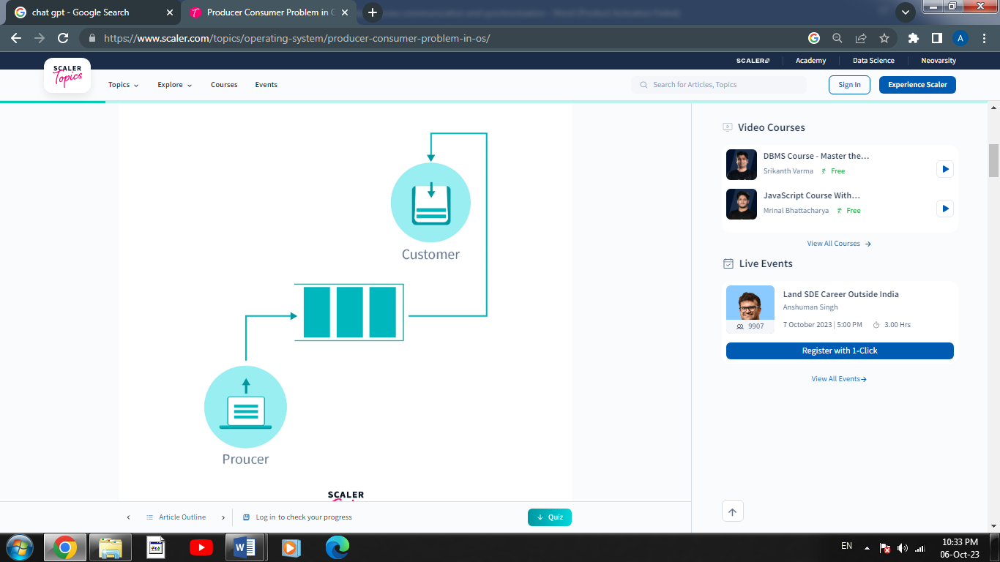 chat gpt - Google Search
Producer Consumer Problem in
https://www.scaler.com/topics/operating-system/producer-consumer-problem-in-os/
A
SCALER
Academy
Data Science
Neovarsity
SCALER
Topics
Topics
Explore
Courses
Events
Search for Articles, Topics
Sign In
Experience Scaler
Customer
Proucer
SCALER
Video Courses
DBMS Course - Master the...
Srikanth Varma
Free
JavaScript Course With...
Mrinal Bhattacharya
Free
View All Courses
Live Events
Land SDE Career Outside India
Anshuman Singh
9907
7 October 2023 | 5:00 PM
3.00 Hrs
Register with 1-Click
View All Events
Article Outline
Log in to check your progress
Quiz
EN
10:33 PM
06-Oct-23